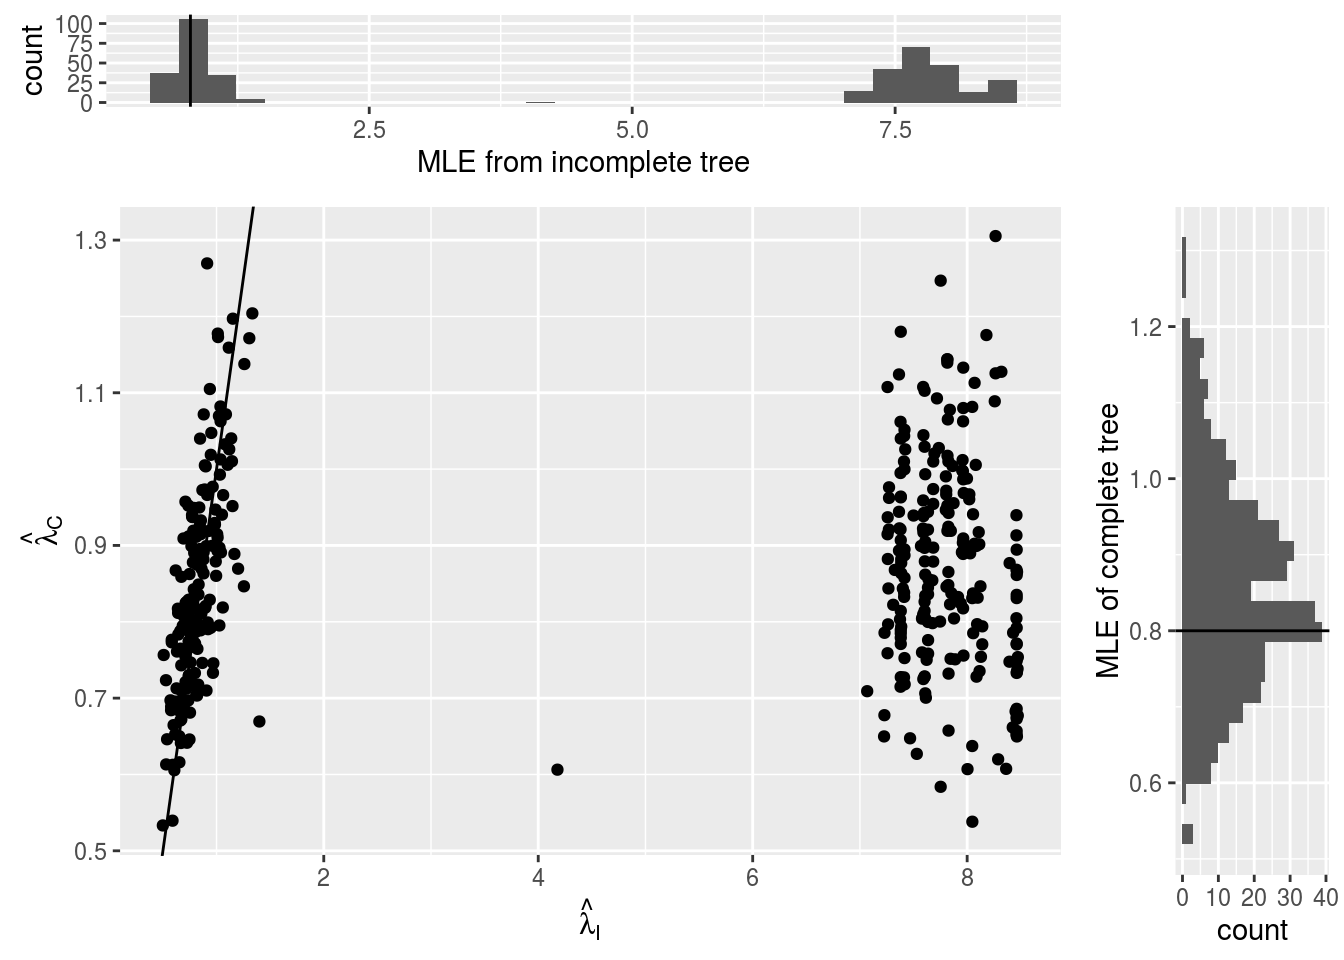 count
100
75
50
25
0
2.5 5.0 7.5
MLE from incomplete tree
1.3
1.1
0.9
0.7
0.5
λ̂C
2 4 6 8
λ̂I
MLE of complete tree
1.2
1.0
0.8
0.6
0 10 20 30 40
count